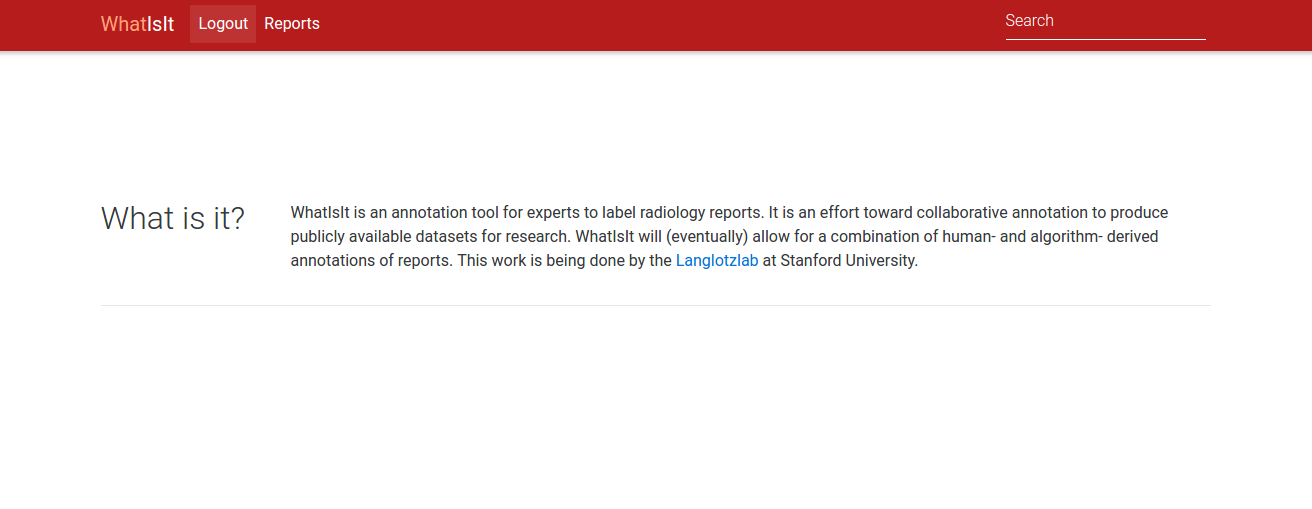 WhatIsIt Logout Reports Search
What is it?
WhatIsIt is an annotation tool for experts to label radiology reports. It is an effort toward collaborative annotation to produce
publicly available datasets for research. WhatIsIt will (eventually) allow for a combination of human- and algorithm- derived
annotations of reports. This work is being done by the Langlotzlab at Stanford University.